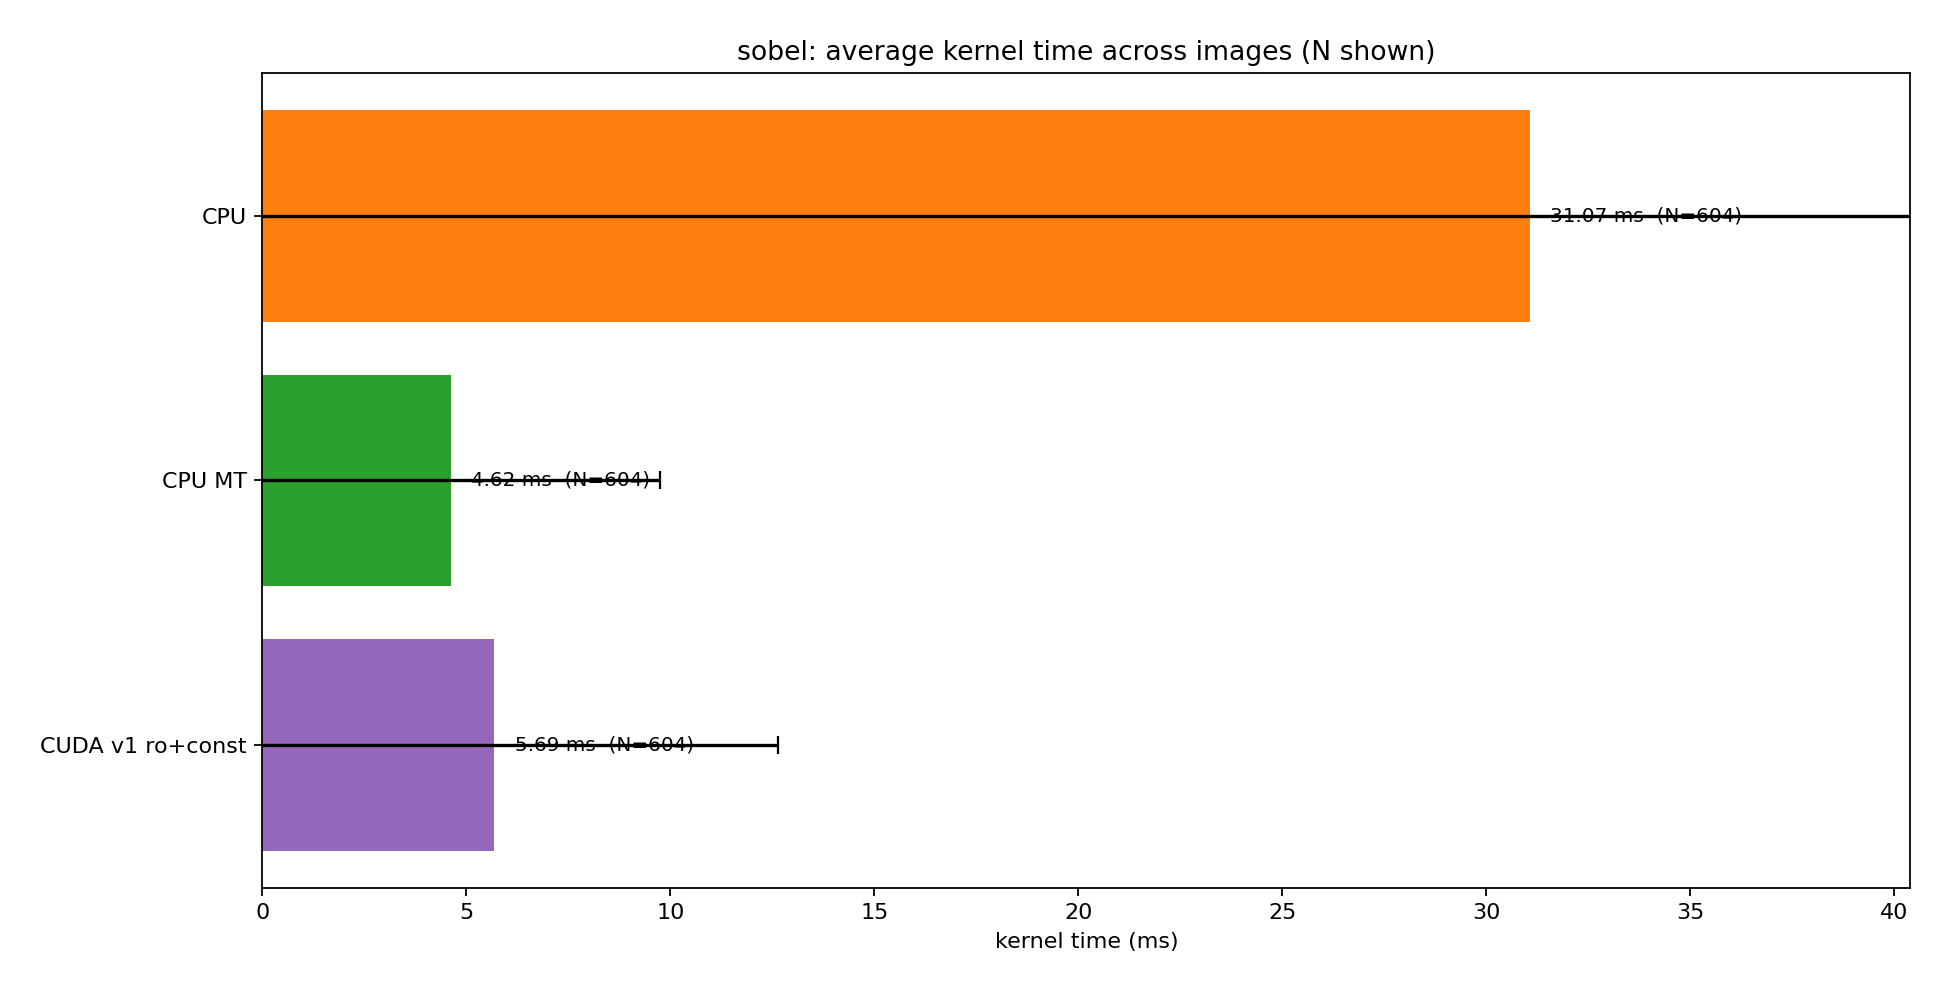 sobel: average kernel time across images (N shown)
CPU
31.07 ms (N=604)
CPU MT
4.62 ms (N=604)
CUDA v1 ro+const
5.69 ms (N=604)
0 5 10 15 20 25 30 35 40
kernel time (ms)